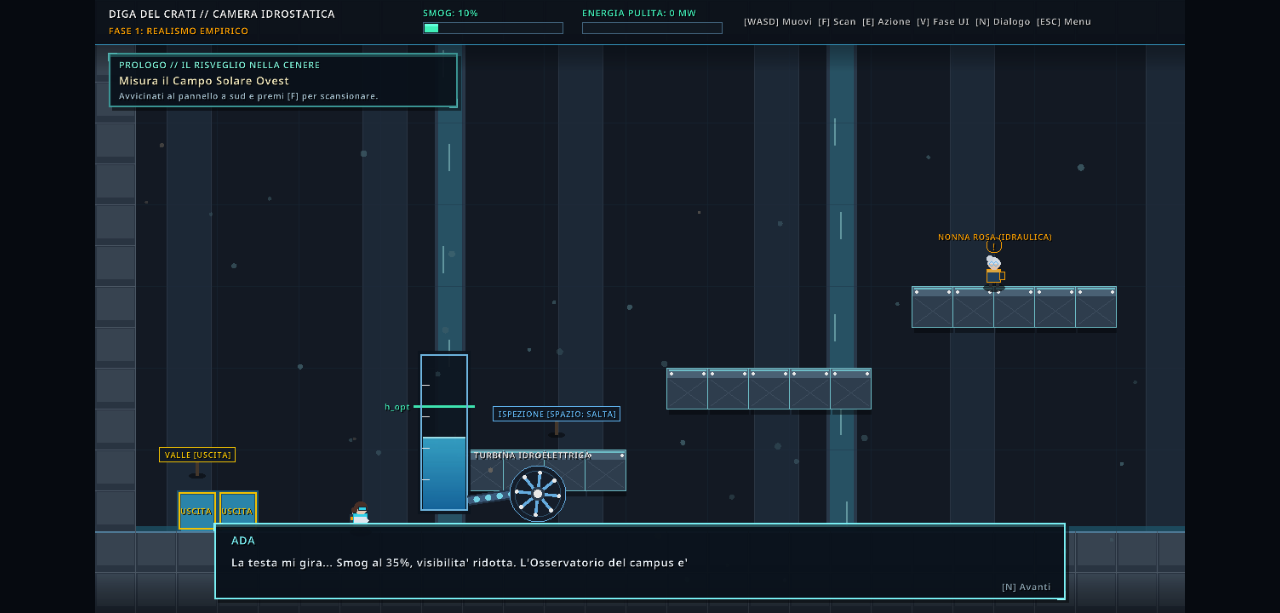 DIGA DEL CRATI // CAMERA IDROSTATICA
FASE 1: REALISMO EMPIRICO
SMOG: 10%
ENERGIA PULITA: 0 MW
[WASD] Muovi [F] Scan [E] Azione [V] Fase UI [N] Dialogo [ESC] Menu
PROLOGO // IL RISVEGLIO NELLA CENERE
Misura il Campo Solare Ovest
Avvicinati al pannello a sud e premi [F] per scansionare.
NONNA ROSA (IDRAULICA)
h_opt
ISPEZIONE [SPAZIO: SALTA]
VALLE [USCITA]
TURBINA IDROELETTRICA
USCITA
USCITA
ADA
La testa mi gira... Smog al 35%, visibilita' ridotta. L'Osservatorio del campus e'
[N] Avanti